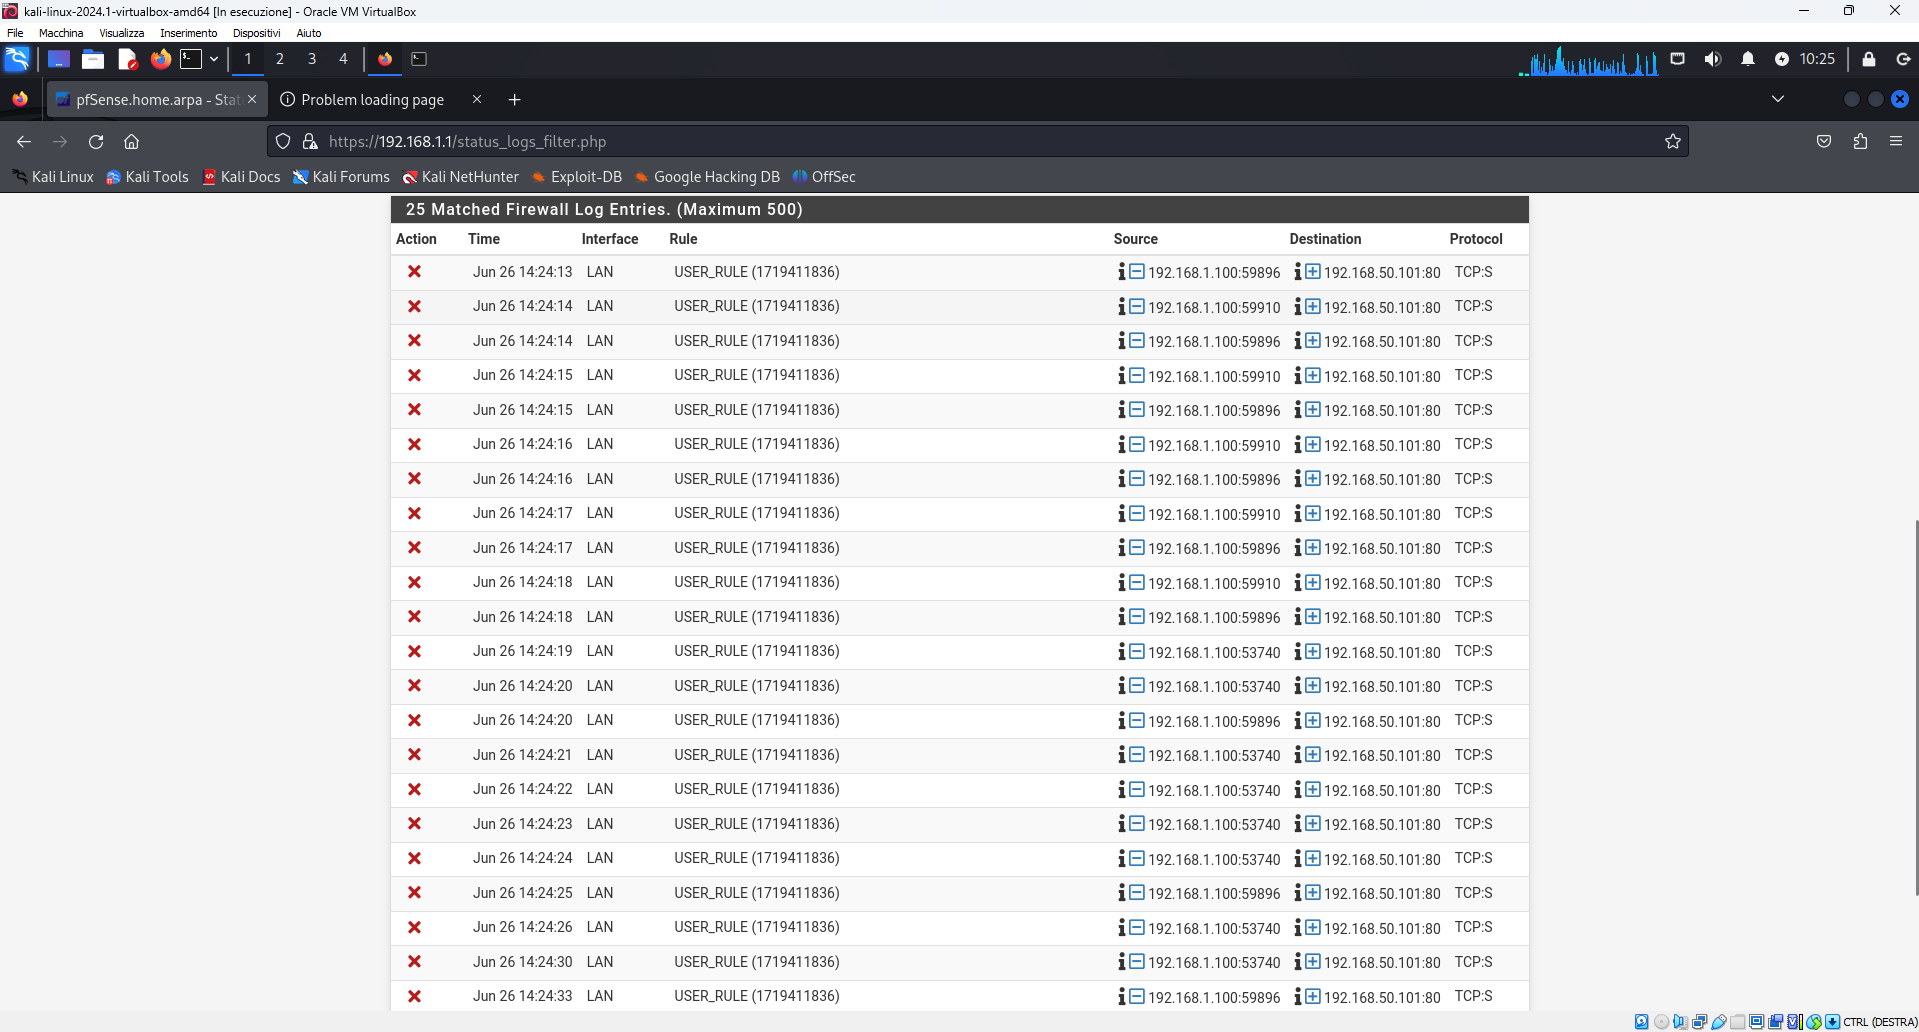 kali-linux-2024.1-virtualbox-amd64 [In esecuzione] - Oracle VM VirtualBox
File Macchina Visualizza Inserimento Dispositivi Aiuto
1 2 3 4 10:25
pfSense.home.arpa - Stat Problem loading page
https://192.168.1.1/status_logs_filter.php
Kali Linux Kali Tools Kali Docs Kali Forums Kali NetHunter Exploit-DB Google Hacking DB OffSec
25 Matched Firewall Log Entries. (Maximum 500)
Action Time Interface Rule Source Destination Protocol
Jun 26 14:24:13 LAN USER_RULE (1719411836) 192.168.1.100:59896 192.168.50.101:80 TCP:S
Jun 26 14:24:14 LAN USER_RULE (1719411836) 192.168.1.100:59910 192.168.50.101:80 TCP:S
Jun 26 14:24:14 LAN USER_RULE (1719411836) 192.168.1.100:59896 192.168.50.101:80 TCP:S
Jun 26 14:24:15 LAN USER_RULE (1719411836) 192.168.1.100:59910 192.168.50.101:80 TCP:S
Jun 26 14:24:15 LAN USER_RULE (1719411836) 192.168.1.100:59896 192.168.50.101:80 TCP:S
Jun 26 14:24:16 LAN USER_RULE (1719411836) 192.168.1.100:59910 192.168.50.101:80 TCP:S
Jun 26 14:24:16 LAN USER_RULE (1719411836) 192.168.1.100:59896 192.168.50.101:80 TCP:S
Jun 26 14:24:17 LAN USER_RULE (1719411836) 192.168.1.100:59910 192.168.50.101:80 TCP:S
Jun 26 14:24:17 LAN USER_RULE (1719411836) 192.168.1.100:59896 192.168.50.101:80 TCP:S
Jun 26 14:24:18 LAN USER_RULE (1719411836) 192.168.1.100:59910 192.168.50.101:80 TCP:S
Jun 26 14:24:18 LAN USER_RULE (1719411836) 192.168.1.100:59896 192.168.50.101:80 TCP:S
Jun 26 14:24:19 LAN USER_RULE (1719411836) 192.168.1.100:53740 192.168.50.101:80 TCP:S
Jun 26 14:24:20 LAN USER_RULE (1719411836) 192.168.1.100:53740 192.168.50.101:80 TCP:S
Jun 26 14:24:20 LAN USER_RULE (1719411836) 192.168.1.100:59896 192.168.50.101:80 TCP:S
Jun 26 14:24:21 LAN USER_RULE (1719411836) 192.168.1.100:53740 192.168.50.101:80 TCP:S
Jun 26 14:24:22 LAN USER_RULE (1719411836) 192.168.1.100:53740 192.168.50.101:80 TCP:S
Jun 26 14:24:23 LAN USER_RULE (1719411836) 192.168.1.100:53740 192.168.50.101:80 TCP:S
Jun 26 14:24:24 LAN USER_RULE (1719411836) 192.168.1.100:53740 192.168.50.101:80 TCP:S
Jun 26 14:24:25 LAN USER_RULE (1719411836) 192.168.1.100:59896 192.168.50.101:80 TCP:S
Jun 26 14:24:26 LAN USER_RULE (1719411836) 192.168.1.100:53740 192.168.50.101:80 TCP:S
Jun 26 14:24:30 LAN USER_RULE (1719411836) 192.168.1.100:53740 192.168.50.101:80 TCP:S
Jun 26 14:24:33 LAN USER_RULE (1719411836) 192.168.1.100:59896 192.168.50.101:80 TCP:S
CTRL (DESTRA)